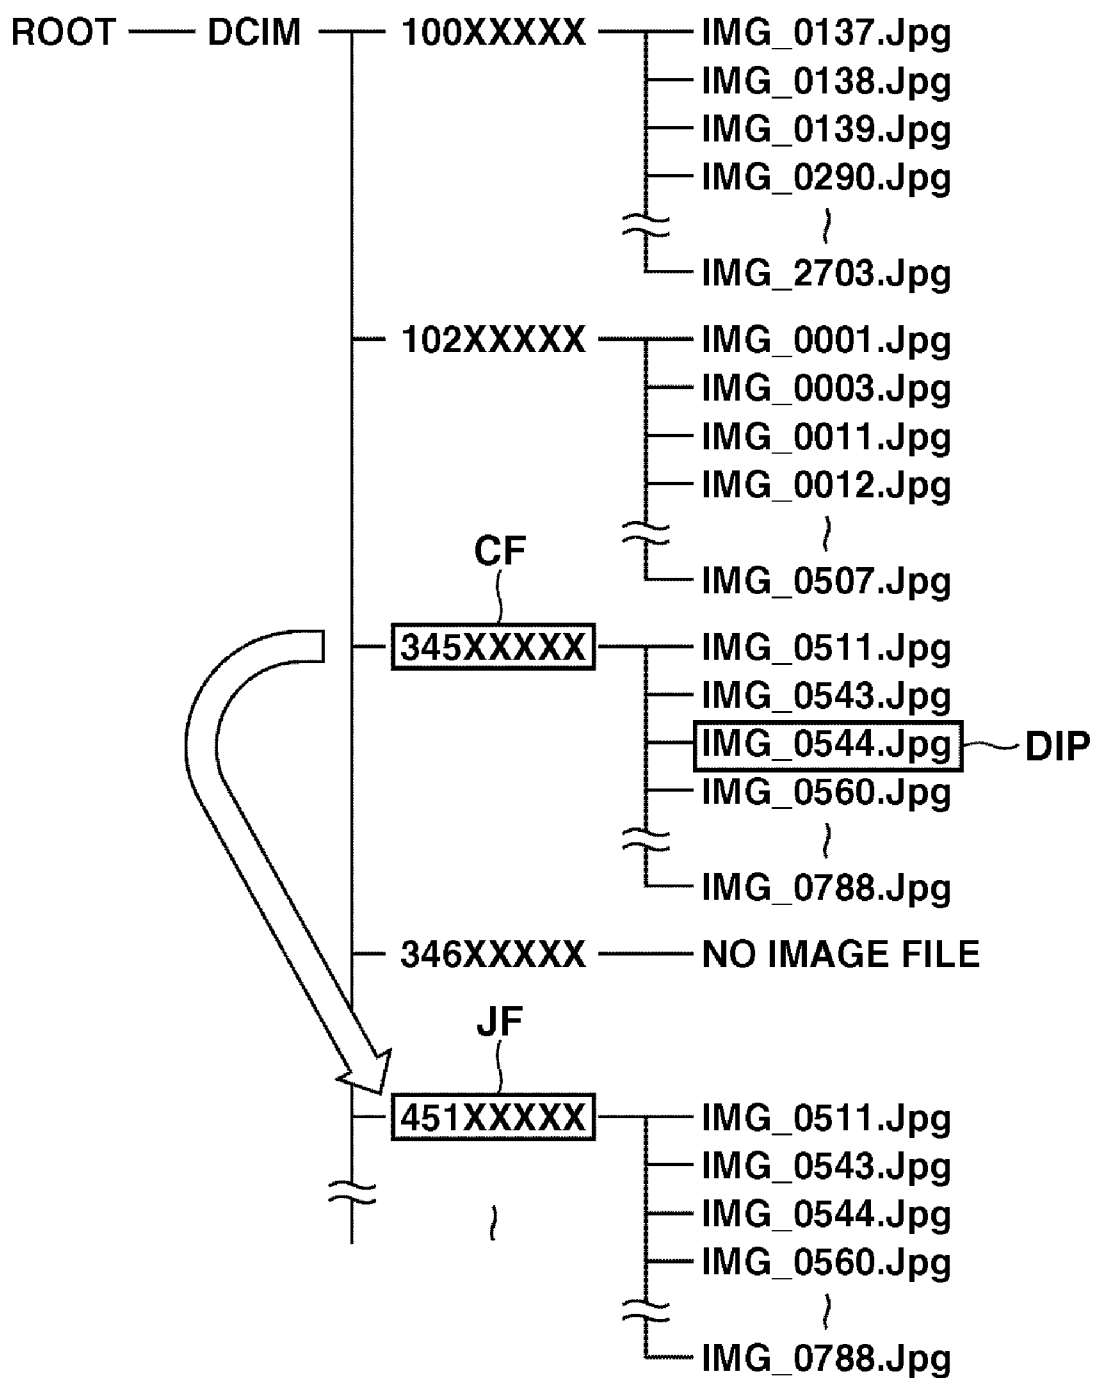 ROOT DCIM 100XXXXX IMG_0137.Jpg
IMG_0138.Jpg
IMG_0139.Jpg
IMG_0290.Jpg
IMG_2703.Jpg
102XXXXX IMG_0001.Jpg
IMG_0003.Jpg
IMG_0011.Jpg
IMG_0012.Jpg
IMG_0507.Jpg
CF
345XXXXX IMG_0511.Jpg
IMG_0543.Jpg
IMG_0544.Jpg DIP
IMG_0560.Jpg
IMG_0788.Jpg
346XXXXX NO IMAGE FILE
JF
451XXXXX IMG_0511.Jpg
IMG_0543.Jpg
IMG_0544.Jpg
IMG_0560.Jpg
IMG_0788.Jpg